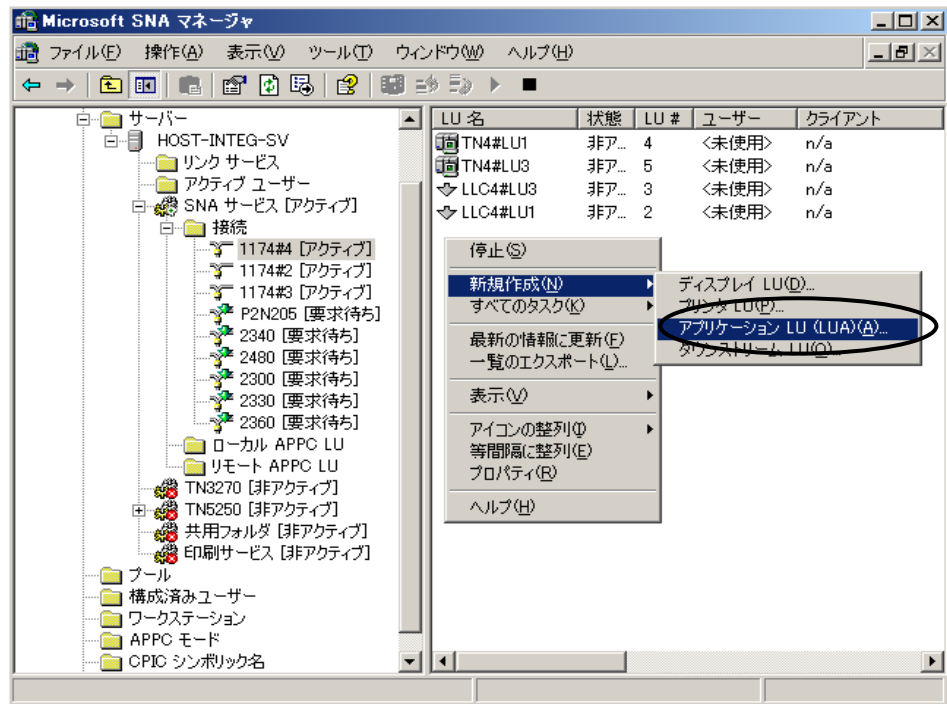 Microsoft SNA マネージャ
ファイル(F) 操作(A) 表示(V) ツール(T) ウィンドウ(W) ヘルプ(H)
サーバー
HOST-INTEG-SV
リンク サービス
アクティブ ユーザー
SNA サービス [アクティブ]
接続
1174#4 [アクティブ]
1174#2 [アクティブ]
1174#3 [アクティブ]
P2N205 [要求待ち]
2340 [要求待ち]
2480 [要求待ち]
2300 [要求待ち]
2330 [要求待ち]
2360 [要求待ち]
ローカル APPC LU
リモート APPC LU
TN3270 [非アクティブ]
TN5250 [非アクティブ]
共用フォルダ [非アクティブ]
印刷サービス [非アクティブ]
プール
構成済みユーザー
ワークステーション
APPC モード
CPIC シンボリック名
LU 名 状態 LU # ユーザー クライアント
TN4#LU1 非ア... 4 <未使用> n/a
TN4#LU3 非ア... 5 <未使用> n/a
LLC4#LU3 非ア... 3 <未使用> n/a
LLC4#LU1 非ア... 2 <未使用> n/a
停止(S)
新規作成(N)
すべてのタスク(K)
最新の情報に更新(F)
一覧のエクスポート(L)...
表示(V)
アイコンの整列(I)
等間隔に整列(E)
プロパティ(R)
ヘルプ(H)
ディスプレイ LU(D)...
プリンタ LU(P)...
アプリケーション LU (LUA)(A)...
ダウンストリーム LU(O)...